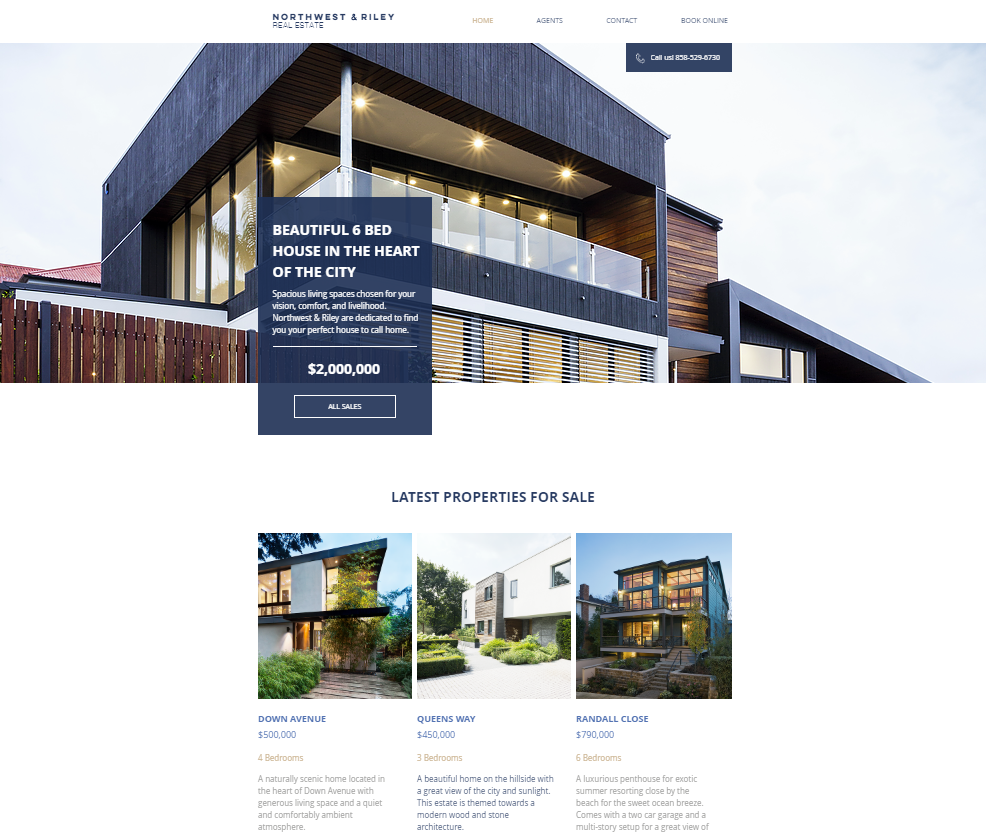 NORTHWEST & RILEY
REAL ESTATE
HOME
AGENTS
CONTACT
BOOK ONLINE
Call us! 858-529-6730
BEAUTIFUL 6 BED
HOUSE IN THE HEART
OF THE CITY
Spacious living spaces chosen for your
vision, comfort, and livelihood.
Northwest & Riley are dedicated to find
you your perfect house to call home.
$2,000,000
ALL SALES
LATEST PROPERTIES FOR SALE
DOWN AVENUE
$500,000
4 Bedrooms
A naturally scenic home located in
the heart of Down Avenue with
generous living space and a quiet
and comfortably ambient
atmosphere.
QUEENS WAY
$450,000
3 Bedrooms
A beautiful home on the hillside with
a great view of the city and sunlight.
This estate is themed towards a
modern wood and stone
architecture.
RANDALL CLOSE
$790,000
6 Bedrooms
A luxurious penthouse for exotic
summer resorting close by the
beach for the sweet ocean breeze.
Comes with a two car garage and a
multi-story setup for a great view of